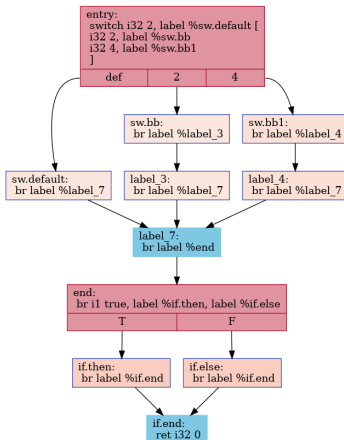 entry:
switch i32 2, label %sw.default [
i32 2, label %sw.bb
i32 4, label %sw.bb1
]
def 2 4
sw.bb:
br label %label_3
sw.bb1:
br label %label_4
sw.default:
br label %label_7
label_3:
br label %label_7
label_4:
br label %label_7
label_7:
br label %end
end:
br i1 true, label %if.then, label %if.else
T F
if.then:
br label %if.end
if.else:
br label %if.end
if.end:
ret i32 0